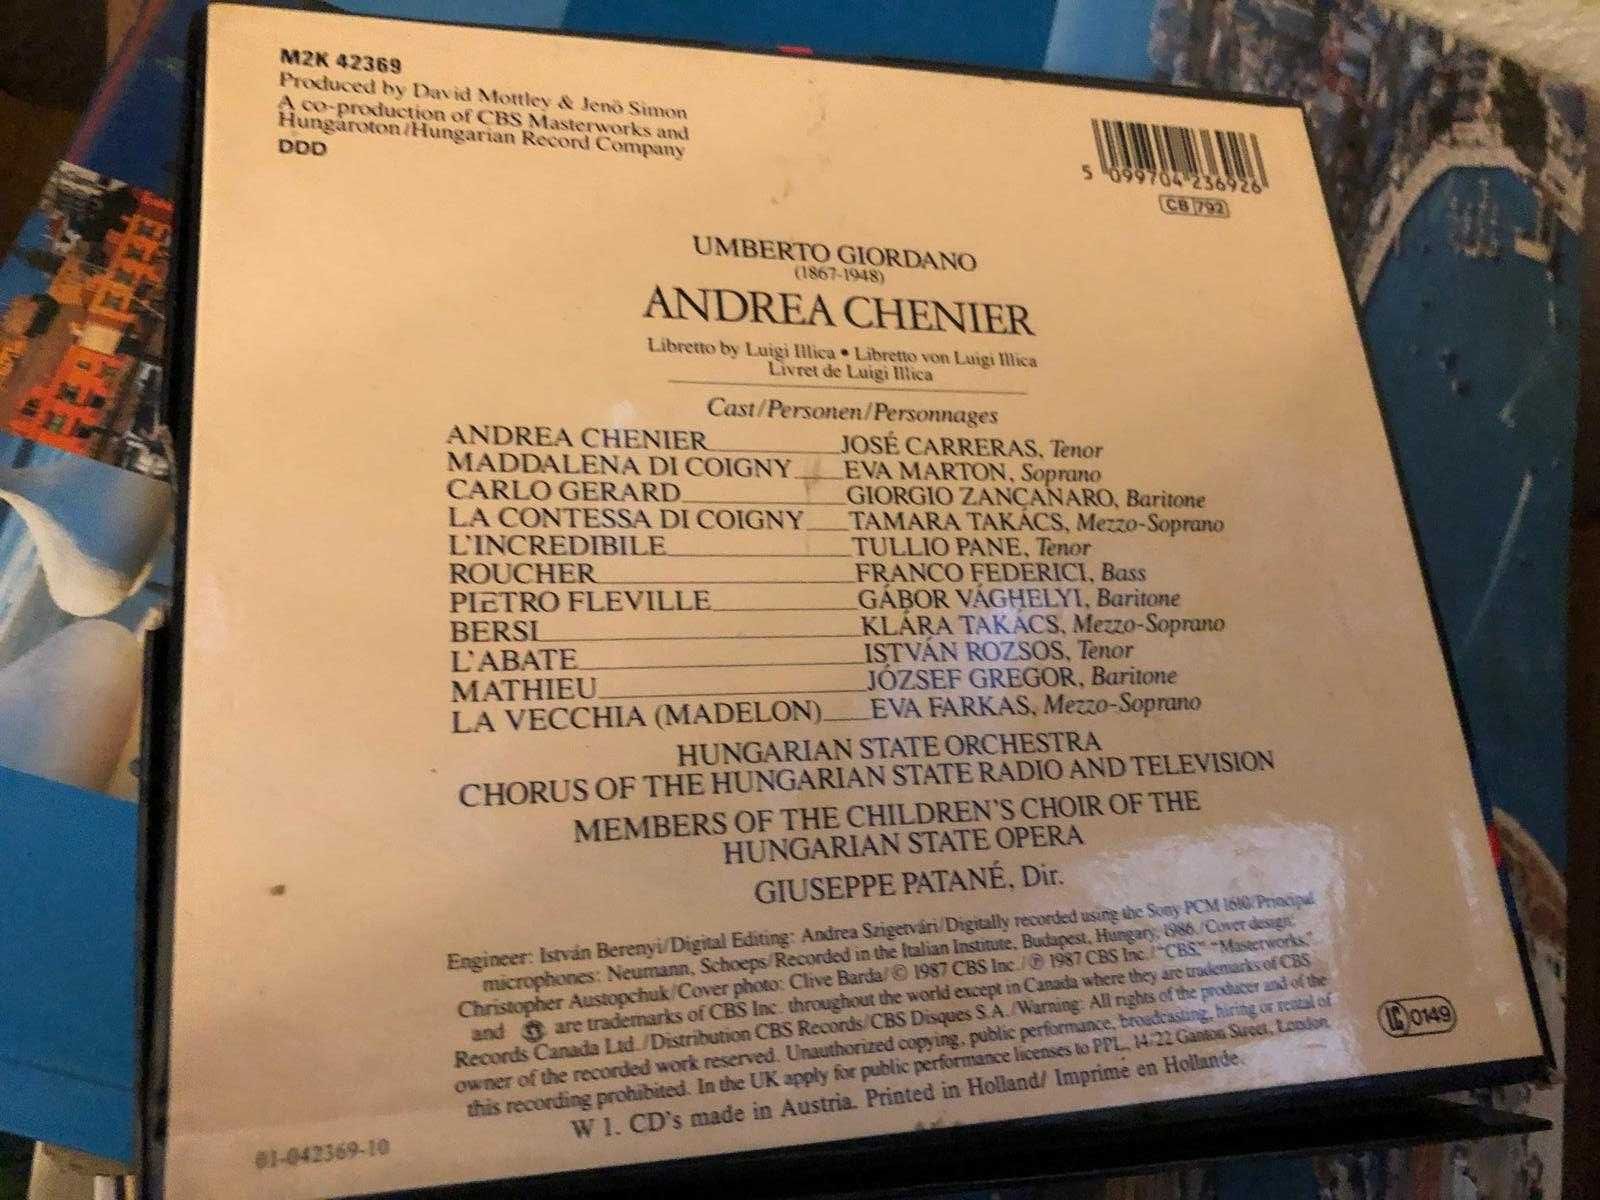 M2K 42369
Produced by David Mottley & Jenö Simon
A co-production of CBS Masterworks and
Hungaroton/Hungarian Record Company
DDD
5 099704 236926
CB 792
UMBERTO GIORDANO
(1867-1948)
ANDREA CHENIER
Libretto by Luigi Illica • Libretto von Luigi Illica
Livret de Luigi Illica
Cast/Personen/Personnages
ANDREA CHENIER JOSÉ CARRERAS, Tenor
MADDALENA DI COIGNY EVA MARTON, Soprano
CARLO GERARD GIORGIO ZANCANARO, Baritone
LA CONTESSA DI COIGNY TAMARA TAKÁCS, Mezzo-Soprano
L'INCREDIBILE TULLIO PANE, Tenor
ROUCHER FRANCO FEDERICI, Bass
PIETRO FLEVILLE GÁBOR VÁGHELYI, Baritone
BERSI KLÁRA TAKÁCS, Mezzo-Soprano
L'ABATE ISTVÁN ROZSOS, Tenor
MATHIEU JÓZSEF GREGOR, Baritone
LA VECCHIA (MADELON) EVA FARKAS, Mezzo-Soprano
HUNGARIAN STATE ORCHESTRA
CHORUS OF THE HUNGARIAN STATE RADIO AND TELEVISION
MEMBERS OF THE CHILDREN'S CHOIR OF THE
HUNGARIAN STATE OPERA
GIUSEPPE PATANÉ, Dir.
Engineer: István Berenyi/Digital Editing: Andrea Szigetvári/Digitally recorded using the Sony PCM 1610/Principal
microphones: Neumann, Schoeps/Recorded in the Italian Institute, Budapest, Hungary, 1986./Cover design:
Christopher Austopchuk/Cover photo: Clive Barda/© 1987 CBS Inc./℗ 1987 CBS Inc./"CBS," "Masterworks,"
and are trademarks of CBS Inc. throughout the world except in Canada where they are trademarks of CBS
Records Canada Ltd./Distribution CBS Records/CBS Disques S.A./Warning: All rights of the producer and of the
owner of the recorded work reserved. Unauthorized copying, public performance, broadcasting, hiring or rental of
this recording prohibited. In the UK apply for public performance licenses to PPL, 14-22 Ganton Street, London
W 1. CD's made in Austria. Printed in Holland/ Imprimé en Hollande.
LC 0149
01-042369-10